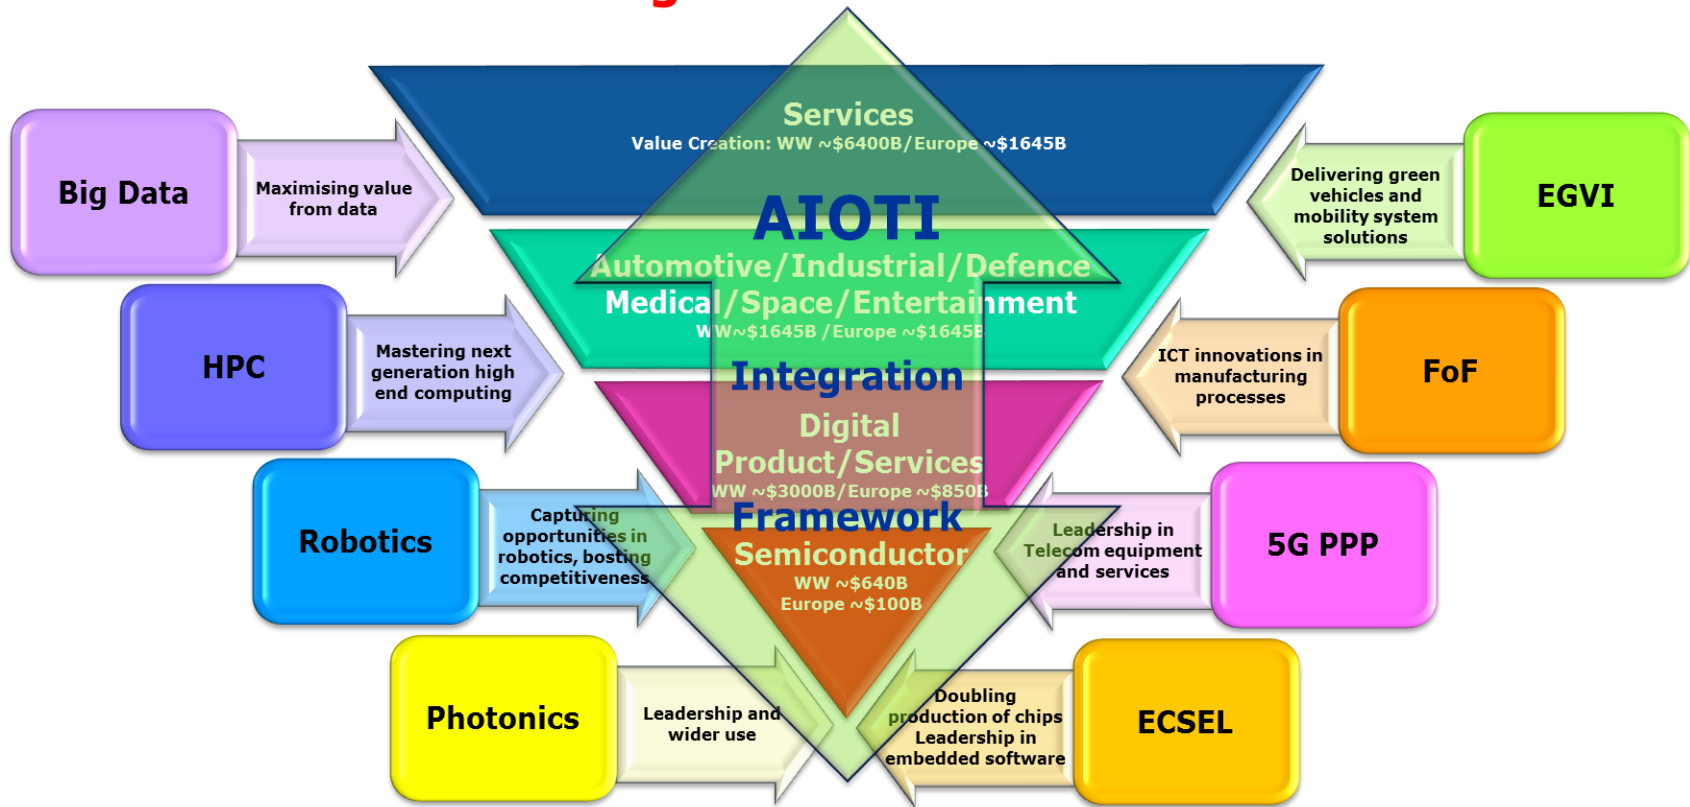 Services
Value Creation: WW ~$6400B/Europe ~$1645B
AIOTI
Automotive/Industrial/Defence
Medical/Space/Entertainment
WW~$1645B /Europe ~$1645B
Integration
Digital
Product/Services
WW ~$3000B/Europe ~$850B
Framework
Semiconductor
WW ~$640B
Europe ~$100B
Big Data
Maximising value
from data
HPC
Mastering next
generation high
end computing
Robotics
Capturing
opportunities in
robotics, bosting
competitiveness
Photonics
Leadership and
wider use
Delivering green
vehicles and
mobility system
solutions
EGVI
ICT innovations in
manufacturing
processes
FoF
Leadership in
Telecom equipment
and services
5G PPP
Doubling
production of chips
Leadership in
embedded software
ECSEL